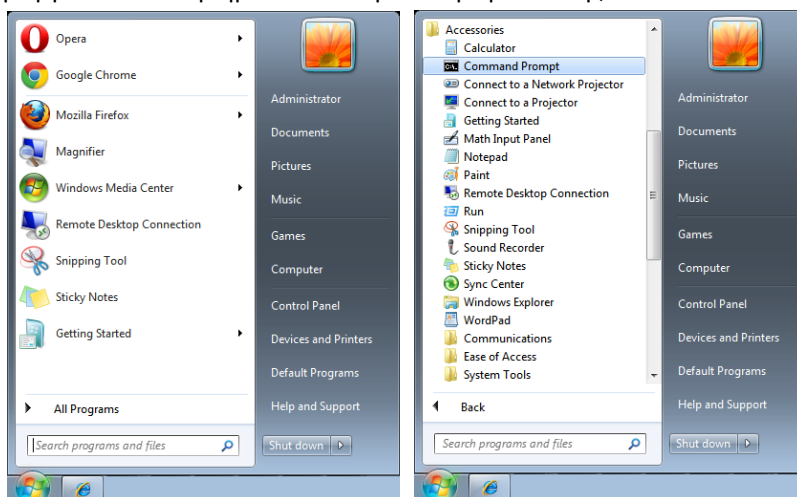 Opera
Google Chrome
Mozilla Firefox
Magnifier
Windows Media Center
Remote Desktop Connection
Snipping Tool
Sticky Notes
Getting Started
All Programs
Search programs and files
Administrator
Documents
Pictures
Music
Games
Computer
Control Panel
Devices and Printers
Default Programs
Help and Support
Shut down
Accessories
Calculator
Command Prompt
Connect to a Network Projector
Connect to a Projector
Getting Started
Math Input Panel
Notepad
Paint
Remote Desktop Connection
Run
Snipping Tool
Sound Recorder
Sticky Notes
Sync Center
Windows Explorer
WordPad
Communications
Ease of Access
System Tools
Back
Search programs and files
Administrator
Documents
Pictures
Music
Games
Computer
Control Panel
Devices and Printers
Default Programs
Help and Support
Shut down